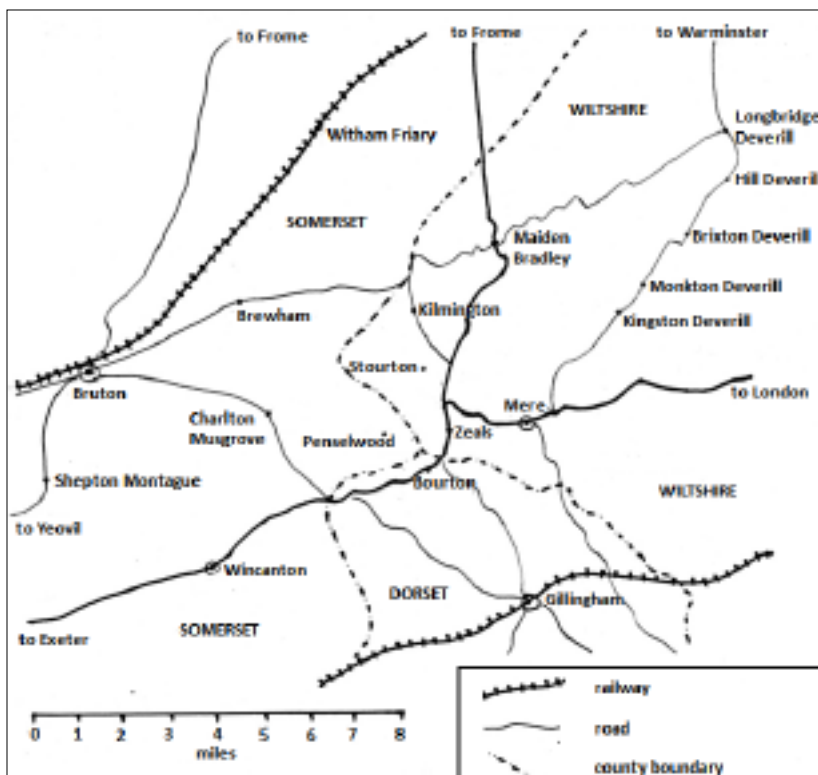 to Frome
to Frome
to Warminster
WILTSHIRE
Longbridge
Deverill
Witham Friary
Hill Deverill
SOMERSET
Maiden
Bradley
Brixton Deverill
Monkton Deverill
Brewham
Kilmington
Kingston Deverill
Stourton
to London
Bruton
Mere
Charlton
Musgrove
Penselwood
Zeals
Shepton Montague
Bourton
WILTSHIRE
to Yeovil
Wincanton
DORSET
Gillingham
SOMERSET
to Exeter
railway
0 1 2 3 4 5 6 7 8
miles
road
county boundary